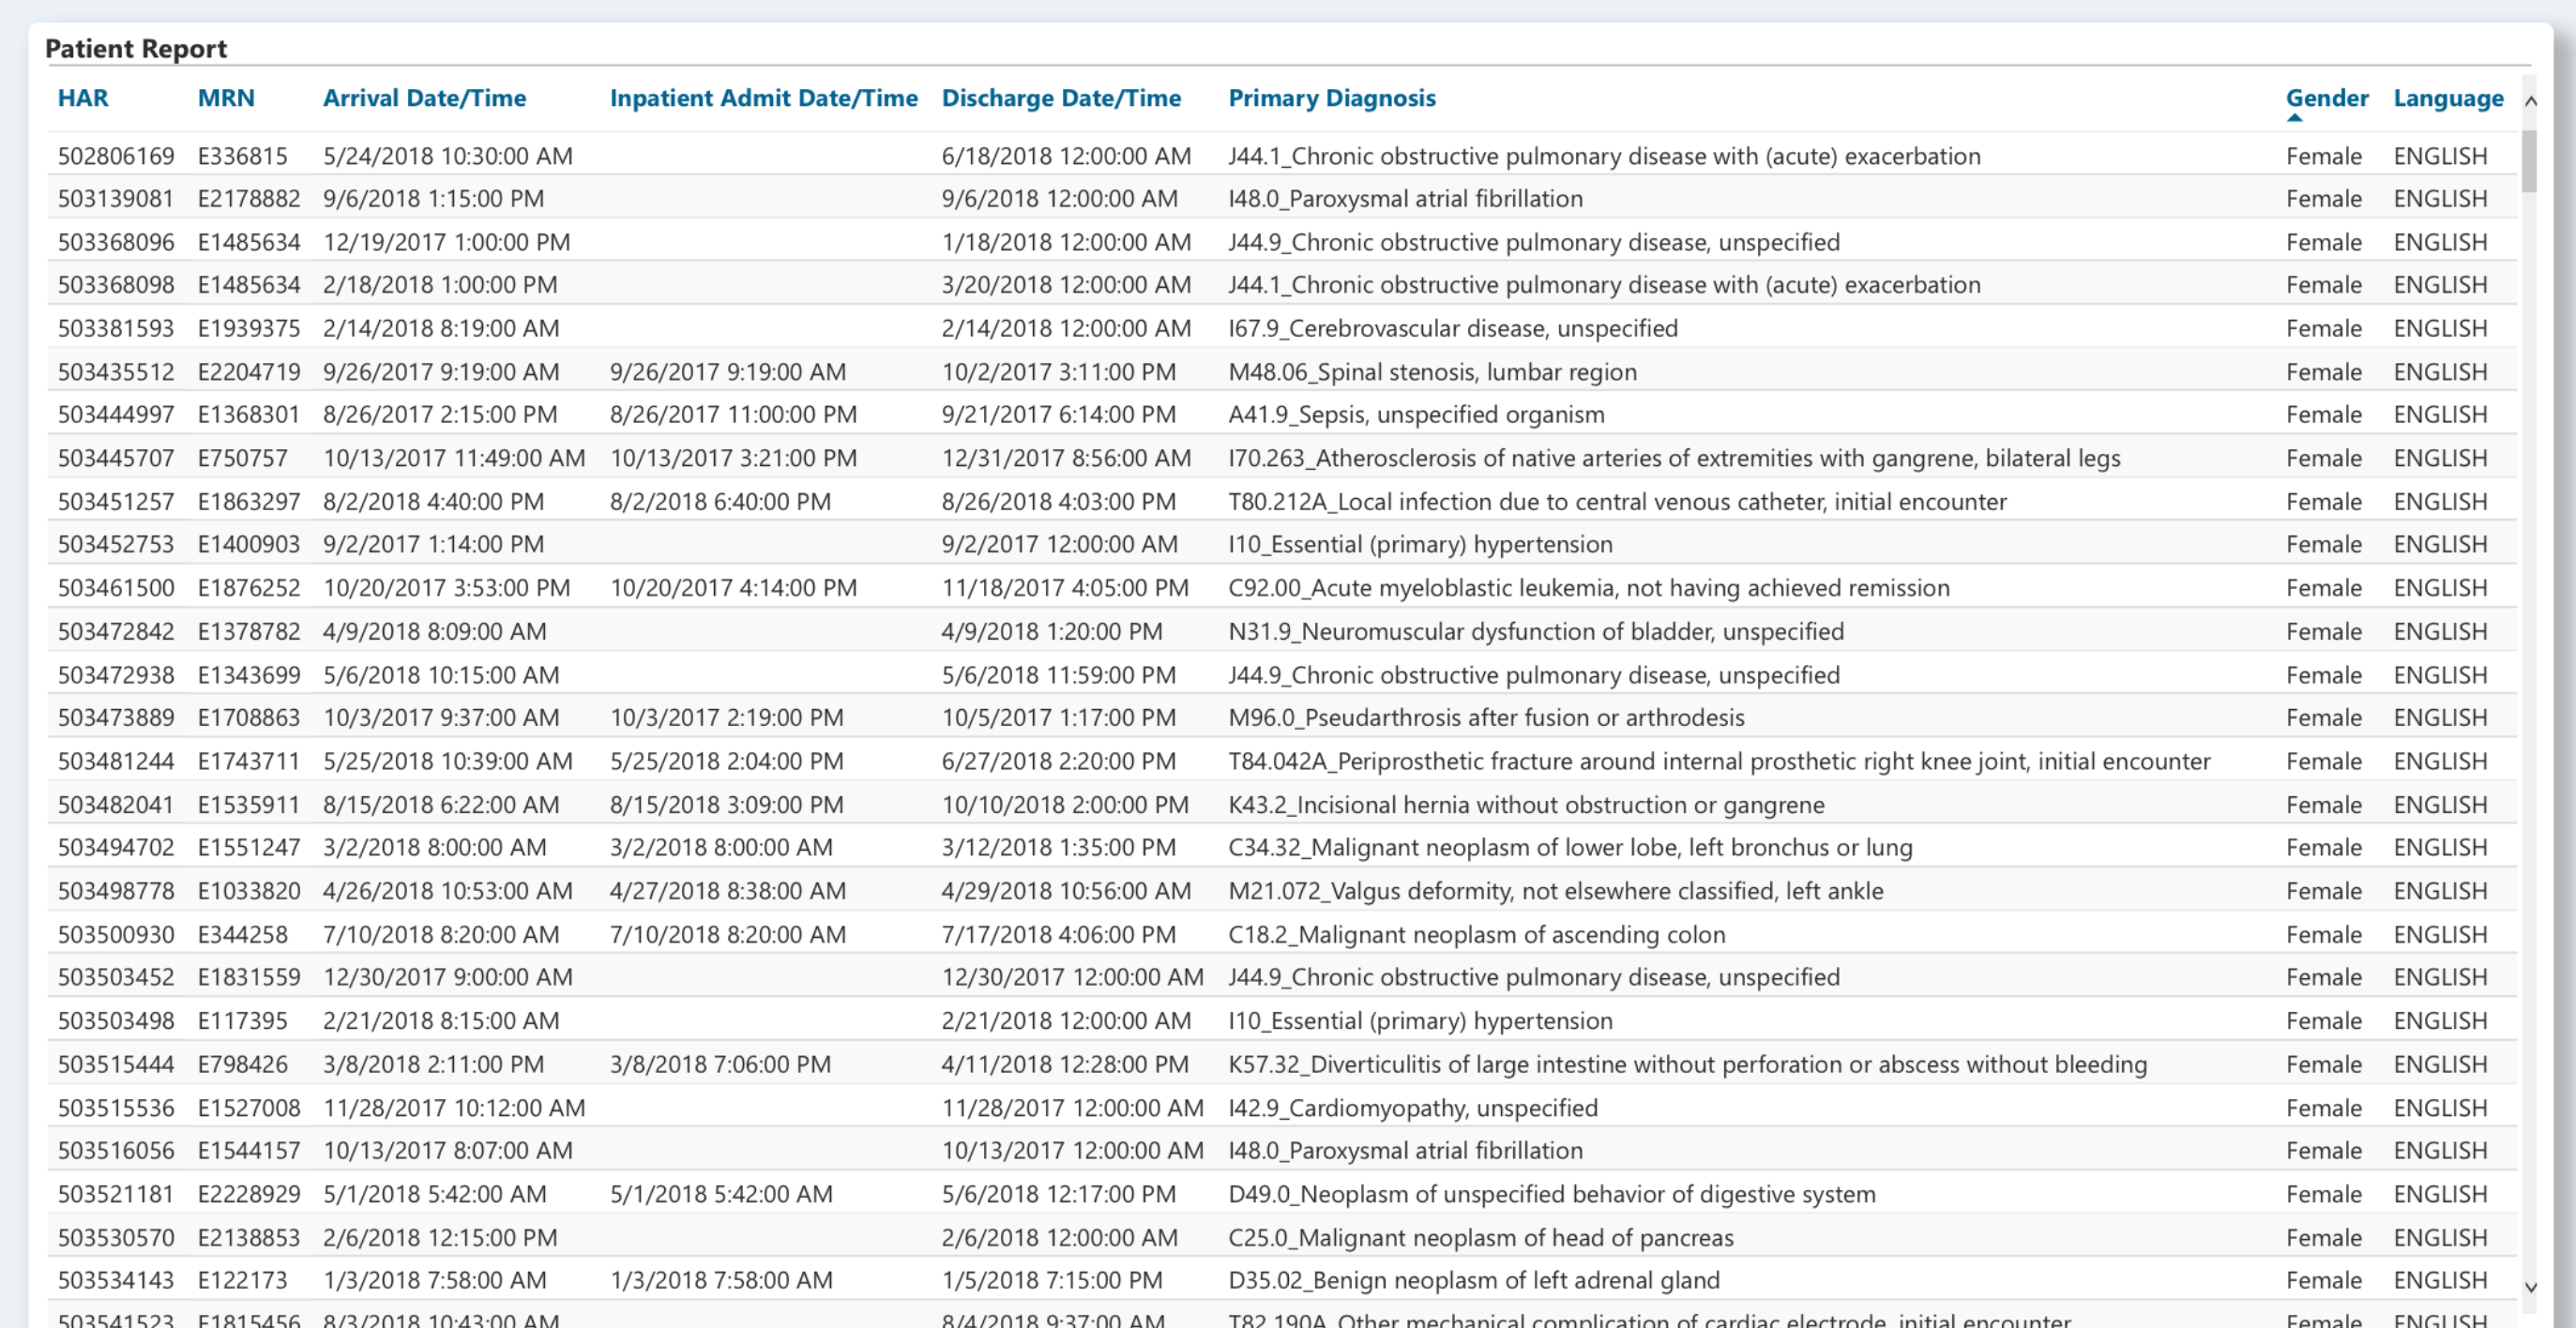 Patient Report
HAR MRN Arrival Date/Time Inpatient Admit Date/Time Discharge Date/Time Primary Diagnosis Gender Language
502806169 E336815 5/24/2018 10:30:00 AM 6/18/2018 12:00:00 AM J44.1_Chronic obstructive pulmonary disease with (acute) exacerbation Female ENGLISH
503139081 E2178882 9/6/2018 1:15:00 PM 9/6/2018 12:00:00 AM I48.0_Paroxysmal atrial fibrillation Female ENGLISH
503368096 E1485634 12/19/2017 1:00:00 PM 1/18/2018 12:00:00 AM J44.9_Chronic obstructive pulmonary disease, unspecified Female ENGLISH
503368098 E1485634 2/18/2018 1:00:00 PM 3/20/2018 12:00:00 AM J44.1_Chronic obstructive pulmonary disease with (acute) exacerbation Female ENGLISH
503381593 E1939375 2/14/2018 8:19:00 AM 2/14/2018 12:00:00 AM I67.9_Cerebrovascular disease, unspecified Female ENGLISH
503435512 E2204719 9/26/2017 9:19:00 AM 9/26/2017 9:19:00 AM 10/2/2017 3:11:00 PM M48.06_Spinal stenosis, lumbar region Female ENGLISH
503444997 E1368301 8/26/2017 2:15:00 PM 8/26/2017 11:00:00 PM 9/21/2017 6:14:00 PM A41.9_Sepsis, unspecified organism Female ENGLISH
503445707 E750757 10/13/2017 11:49:00 AM 10/13/2017 3:21:00 PM 12/31/2017 8:56:00 AM I70.263_Atherosclerosis of native arteries of extremities with gangrene, bilateral legs Female ENGLISH
503451257 E1863297 8/2/2018 4:40:00 PM 8/2/2018 6:40:00 PM 8/26/2018 4:03:00 PM T80.212A_Local infection due to central venous catheter, initial encounter Female ENGLISH
503452753 E1400903 9/2/2017 1:14:00 PM 9/2/2017 12:00:00 AM I10_Essential (primary) hypertension Female ENGLISH
503461500 E1876252 10/20/2017 3:53:00 PM 10/20/2017 4:14:00 PM 11/18/2017 4:05:00 PM C92.00_Acute myeloblastic leukemia, not having achieved remission Female ENGLISH
503472842 E1378782 4/9/2018 8:09:00 AM 4/9/2018 1:20:00 PM N31.9_Neuromuscular dysfunction of bladder, unspecified Female ENGLISH
503472938 E1343699 5/6/2018 10:15:00 AM 5/6/2018 11:59:00 PM J44.9_Chronic obstructive pulmonary disease, unspecified Female ENGLISH
503473889 E1708863 10/3/2017 9:37:00 AM 10/3/2017 2:19:00 PM 10/5/2017 1:17:00 PM M96.0_Pseudarthrosis after fusion or arthrodesis Female ENGLISH
503481244 E1743711 5/25/2018 10:39:00 AM 5/25/2018 2:04:00 PM 6/27/2018 2:20:00 PM T84.042A_Periprosthetic fracture around internal prosthetic right knee joint, initial encounter Female ENGLISH
503482041 E1535911 8/15/2018 6:22:00 AM 8/15/2018 3:09:00 PM 10/10/2018 2:00:00 PM K43.2_Incisional hernia without obstruction or gangrene Female ENGLISH
503494702 E1551247 3/2/2018 8:00:00 AM 3/2/2018 8:00:00 AM 3/12/2018 1:35:00 PM C34.32_Malignant neoplasm of lower lobe, left bronchus or lung Female ENGLISH
503498778 E1033820 4/26/2018 10:53:00 AM 4/27/2018 8:38:00 AM 4/29/2018 10:56:00 AM M21.072_Valgus deformity, not elsewhere classified, left ankle Female ENGLISH
503500930 E344258 7/10/2018 8:20:00 AM 7/10/2018 8:20:00 AM 7/17/2018 4:06:00 PM C18.2_Malignant neoplasm of ascending colon Female ENGLISH
503503452 E1831559 12/30/2017 9:00:00 AM 12/30/2017 12:00:00 AM J44.9_Chronic obstructive pulmonary disease, unspecified Female ENGLISH
503503498 E117395 2/21/2018 8:15:00 AM 2/21/2018 12:00:00 AM I10_Essential (primary) hypertension Female ENGLISH
503515444 E798426 3/8/2018 2:11:00 PM 3/8/2018 7:06:00 PM 4/11/2018 12:28:00 PM K57.32_Diverticulitis of large intestine without perforation or abscess without bleeding Female ENGLISH
503515536 E1527008 11/28/2017 10:12:00 AM 11/28/2017 12:00:00 AM I42.9_Cardiomyopathy, unspecified Female ENGLISH
503516056 E1544157 10/13/2017 8:07:00 AM 10/13/2017 12:00:00 AM I48.0_Paroxysmal atrial fibrillation Female ENGLISH
503521181 E2228929 5/1/2018 5:42:00 AM 5/1/2018 5:42:00 AM 5/6/2018 12:17:00 PM D49.0_Neoplasm of unspecified behavior of digestive system Female ENGLISH
503530570 E2138853 2/6/2018 12:15:00 PM 2/6/2018 12:00:00 AM C25.0_Malignant neoplasm of head of pancreas Female ENGLISH
503534143 E122173 1/3/2018 7:58:00 AM 1/3/2018 7:58:00 AM 1/5/2018 7:15:00 PM D35.02_Benign neoplasm of left adrenal gland Female ENGLISH
503541523 E1815456 8/3/2018 10:43:00 AM 8/4/2018 9:37:00 AM T82.190A_Other mechanical complication of cardiac electrode, initial encounter Female ENGLISH